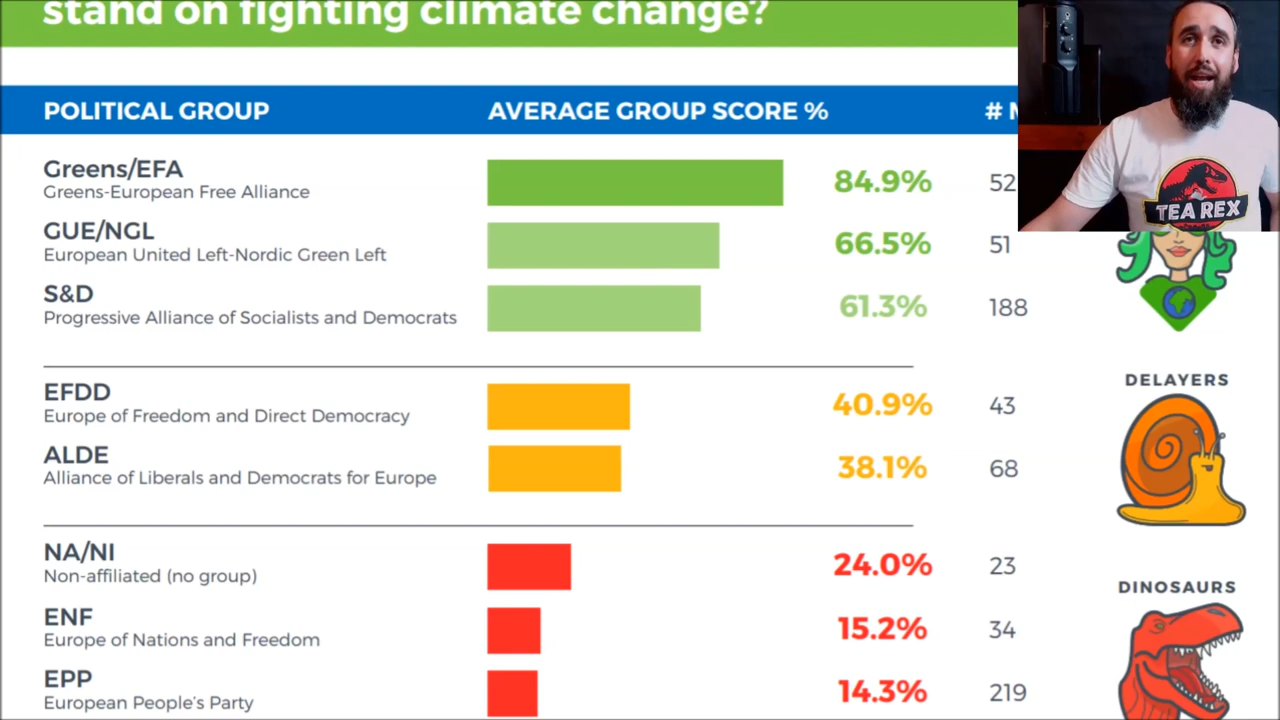 stand on fighting climate change?
POLITICAL GROUP AVERAGE GROUP SCORE % # M
Greens/EFA
Greens-European Free Alliance
84.9% 52
GUE/NGL
European United Left-Nordic Green Left
66.5% 51
S&D
Progressive Alliance of Socialists and Democrats
61.3% 188
EFDD
Europe of Freedom and Direct Democracy
40.9% 43
ALDE
Alliance of Liberals and Democrats for Europe
38.1% 68
NA/NI
Non-affiliated (no group)
24.0% 23
ENF
Europe of Nations and Freedom
15.2% 34
EPP
European People's Party
14.3% 219
TEA REX
DELAYERS
DINOSAURS